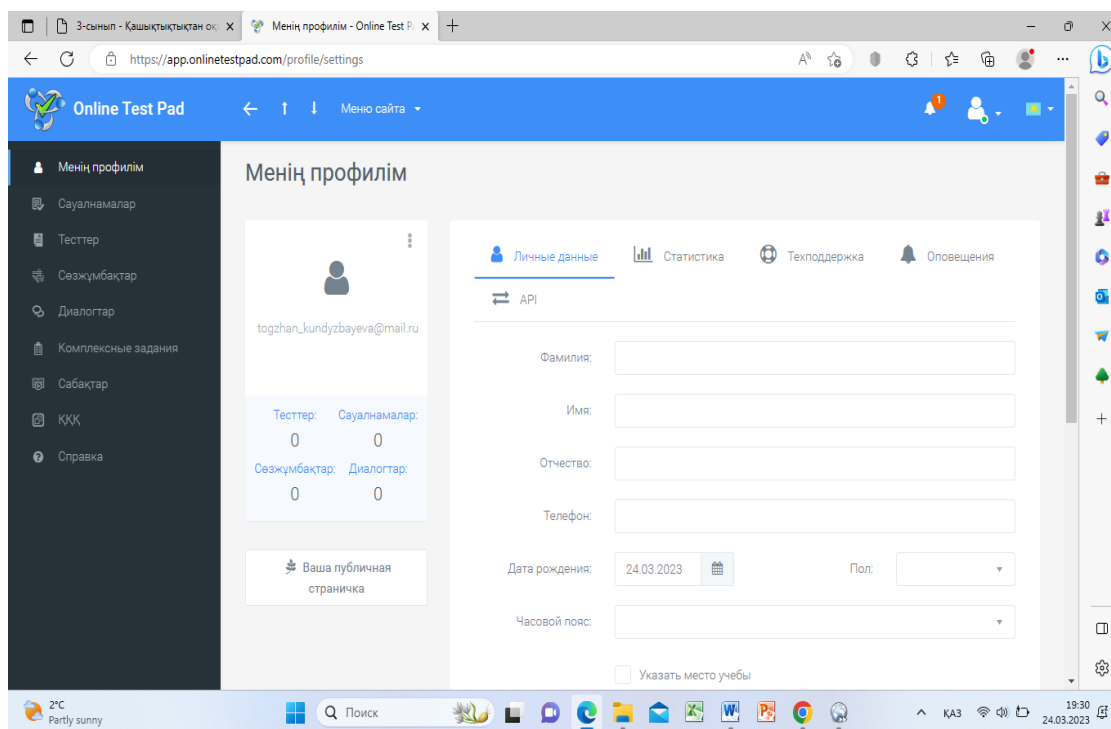 3-сынып - Қашықтықтықтан оқ
Менің профилім - Online Test P
https://app.onlinetestpad.com/profile/settings
Online Test Pad
Меню сайта
1
Менің профилім
Сауалнамалар
Тесттер
Сөзжұмбақтар
Диалогтар
Комплексные задания
Сабақтар
ҚҚҚ
Справка
Менің профилім
togzhan_kundyzbayeva@mail.ru
Тесттер: Сауалнамалар:
0 0
Сөзжұмбақтар: Диалогтар:
0 0
Ваша публичная
страничка
Личные данные Статистика Техподдержка Оповещения
API
Фамилия:
Имя:
Отчество:
Телефон:
Дата рождения: 24.03.2023 Пол:
Часовой пояс:
Указать место учебы
2°C
Partly sunny
Поиск
ҚАЗ
19:30
24.03.2023